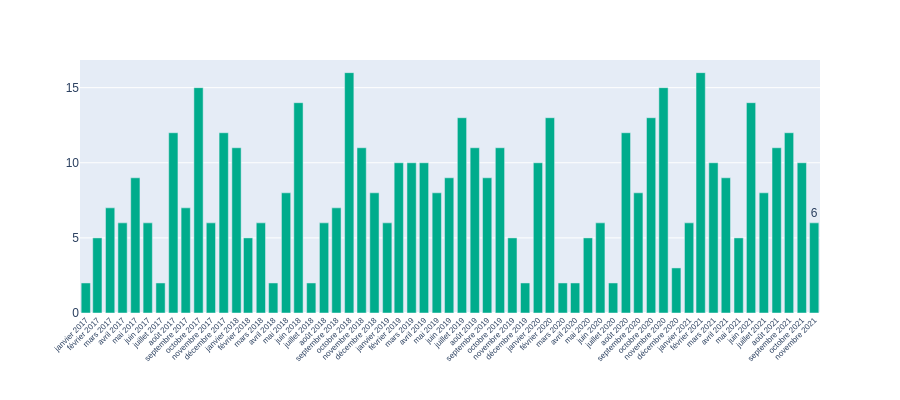 15
10
5
0
6
janvier 2017
février 2017
mars 2017
avril 2017
mai 2017
juin 2017
juillet 2017
août 2017
septembre 2017
octobre 2017
novembre 2017
décembre 2017
janvier 2018
février 2018
mars 2018
avril 2018
mai 2018
juin 2018
juillet 2018
août 2018
septembre 2018
octobre 2018
novembre 2018
décembre 2018
janvier 2019
février 2019
mars 2019
avril 2019
mai 2019
juin 2019
juillet 2019
août 2019
septembre 2019
octobre 2019
novembre 2019
décembre 2019
janvier 2020
février 2020
mars 2020
avril 2020
mai 2020
juin 2020
juillet 2020
août 2020
septembre 2020
octobre 2020
novembre 2020
décembre 2020
janvier 2021
février 2021
mars 2021
avril 2021
mai 2021
juin 2021
juillet 2021
août 2021
septembre 2021
octobre 2021
novembre 2021